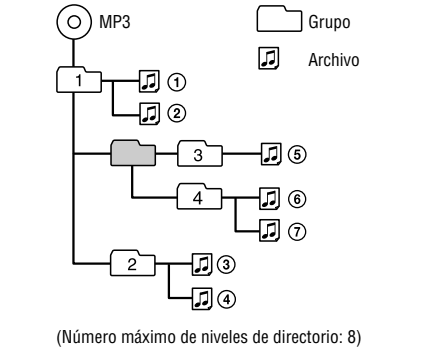 MP3
Grupo
Archivo
1
①
②
3
⑤
4
⑥
⑦
2
③
④
(Número máximo de niveles de directorio: 8)